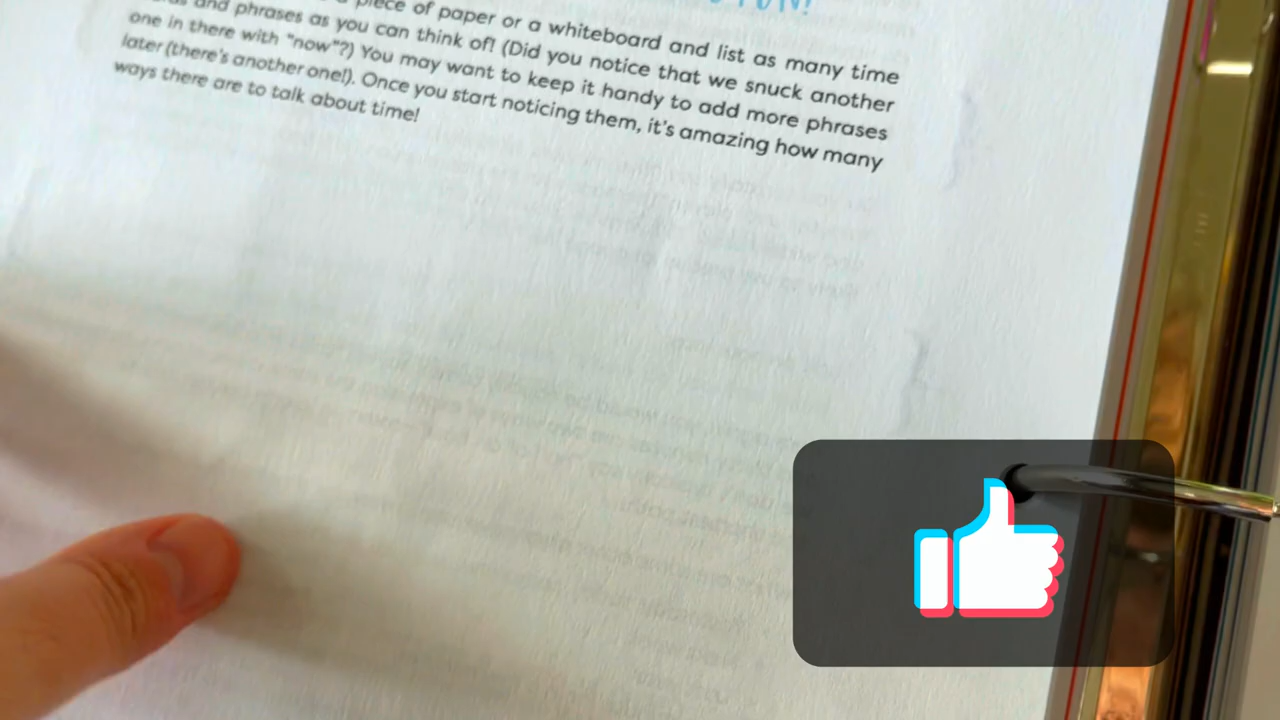 FUN!
piece of paper or a whiteboard and list as many time
and phrases as you can think of! (Did you notice that we snuck another
one in there with "now"?) You may want to keep it handy to add more phrases
later (there's another one!). Once you start noticing them, it's amazing how many
ways there are to talk about time!